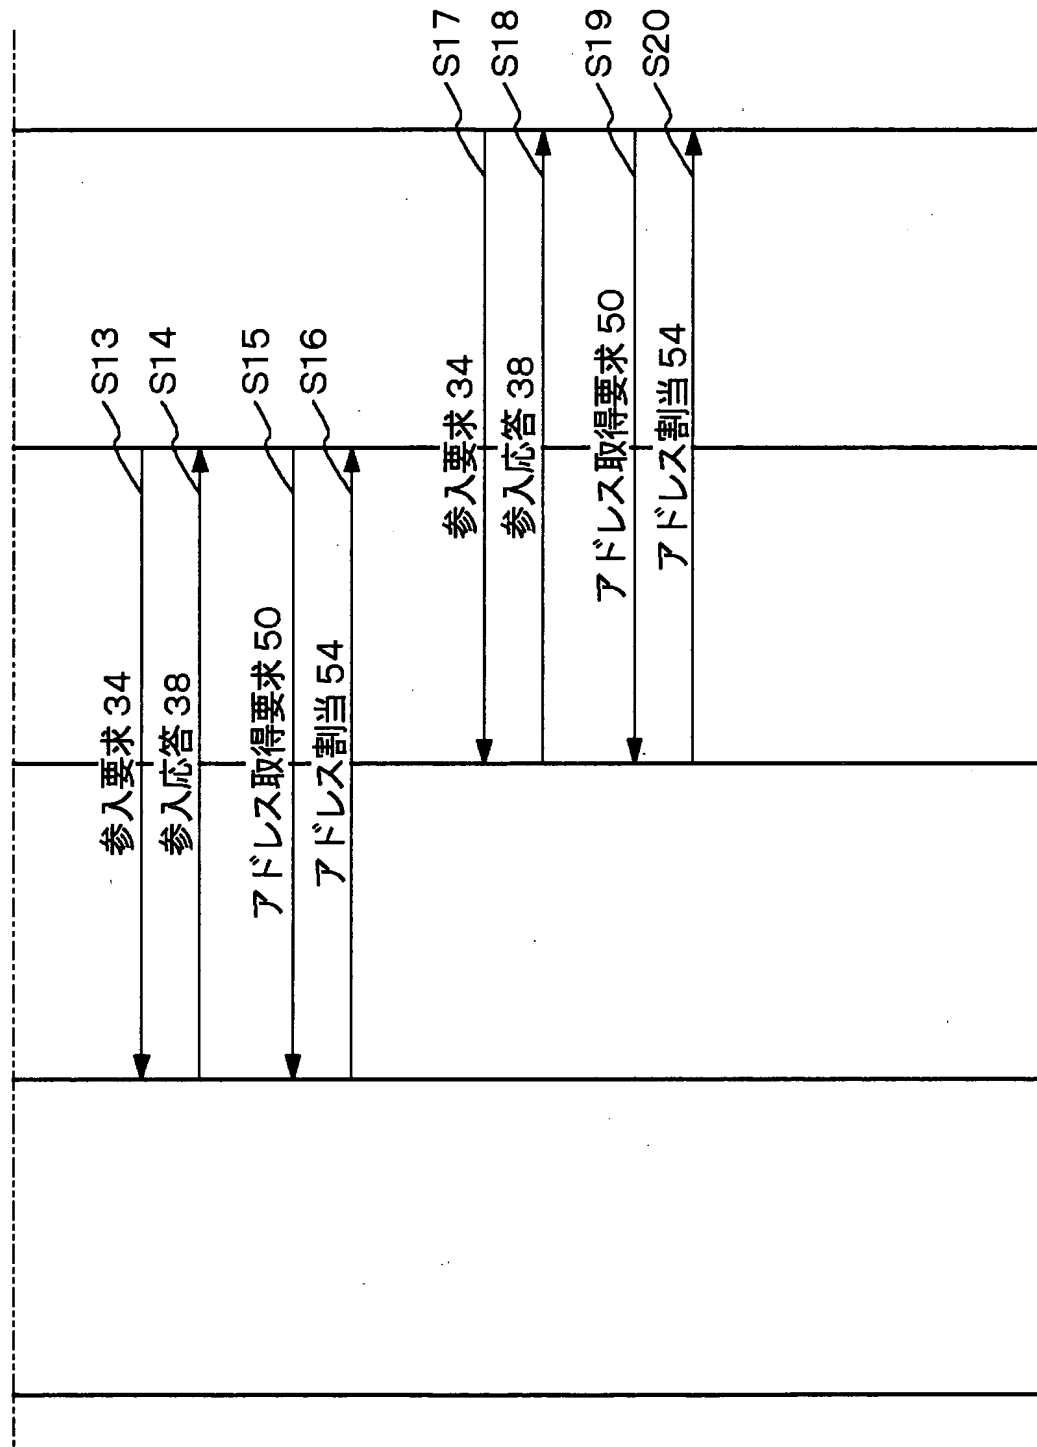 参入要求 34
S13
参入応答 38
S14
アドレス取得要求 50
S15
アドレス割当 54
S16
参入要求 34
S17
参入応答 38
S18
アドレス取得要求 50
S19
アドレス割当 54
S20